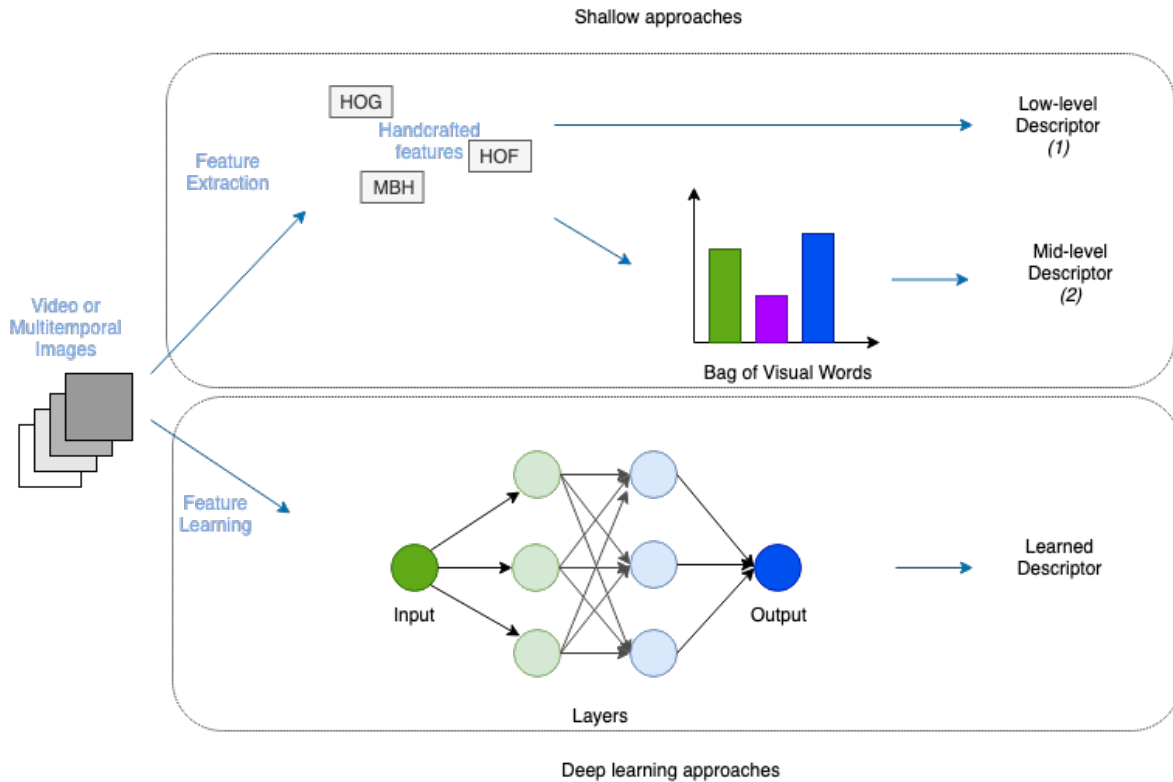 Shallow approaches
HOG
Handcrafted
features
HOF
MBH
Feature
Extraction
Low-level
Descriptor
(1)
Mid-level
Descriptor
(2)
Bag of Visual Words
Video or
Multitemporal
Images
Feature
Learning
Input
Output
Learned
Descriptor
Layers
Deep learning approaches